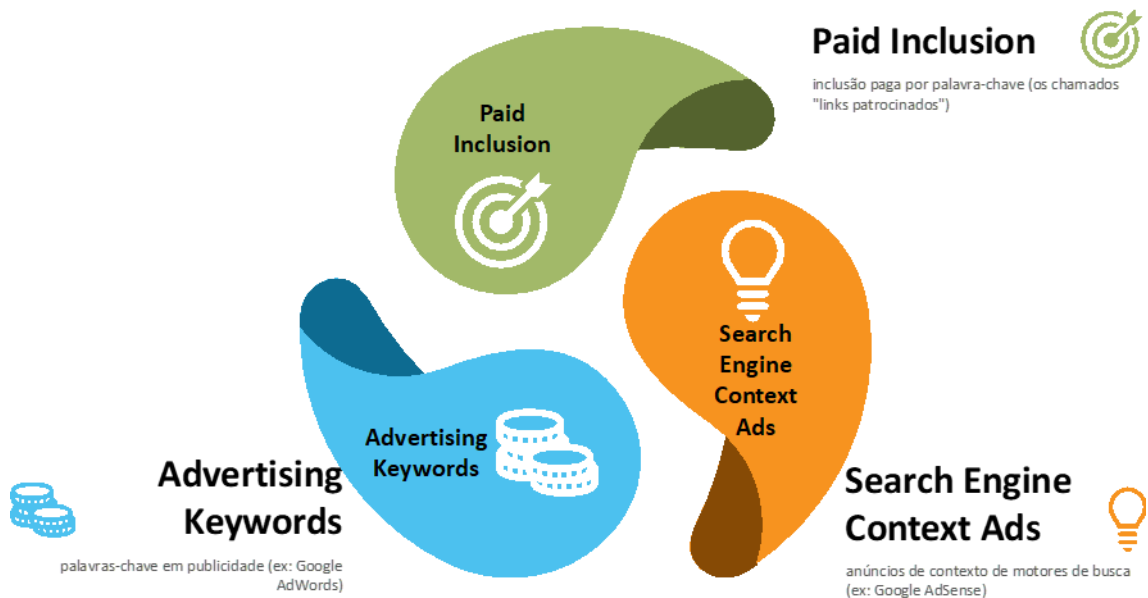 Paid Inclusion
inclusão paga por palavra-chave (os chamados
"links patrocinados")
Paid
Inclusion
Search
Engine
Context
Ads
Advertising
Keywords
Advertising
Keywords
palavras-chave em publicidade (ex: Google
AdWords)
Search Engine
Context Ads
anúncios de contexto de motores de busca
(ex: Google AdSense)